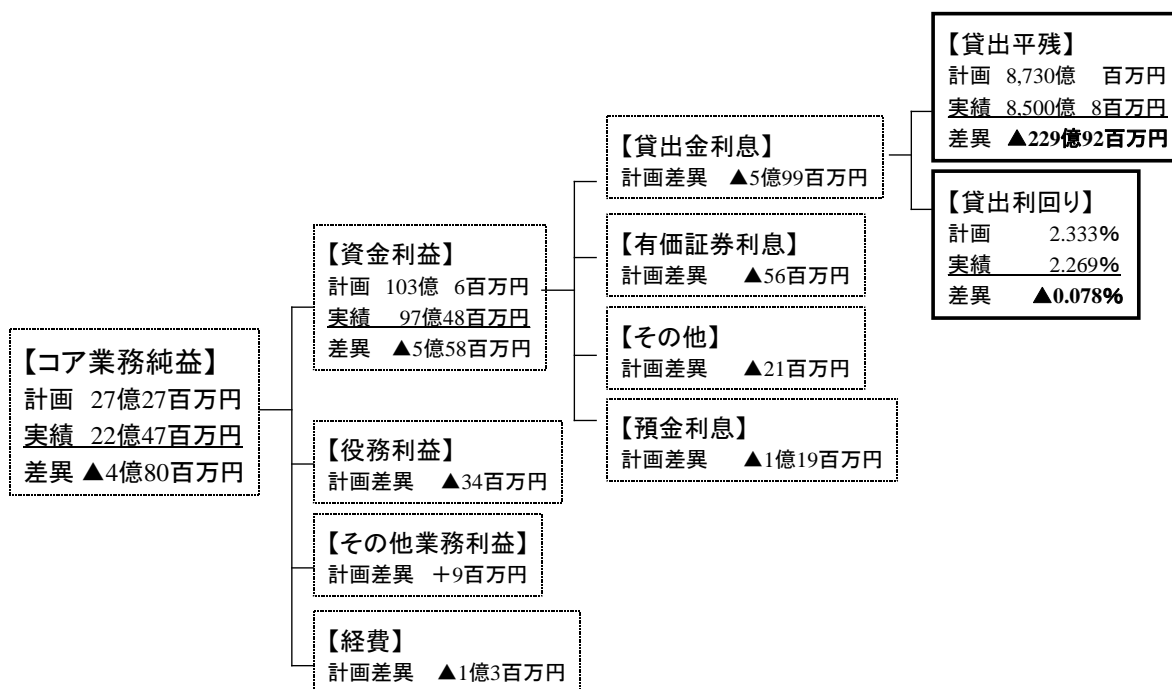 【コア業務純益】
計画 27億27百万円
実績 22億47百万円
差異 ▲4億80百万円
【資金利益】
計画 103億 6百万円
実績 97億48百万円
差異 ▲5億58百万円
【役務利益】
計画差異 ▲34百万円
【その他業務利益】
計画差異 +9百万円
【経費】
計画差異 ▲1億3百万円
【貸出金利息】
計画差異 ▲5億99百万円
【有価証券利息】
計画差異 ▲56百万円
【その他】
計画差異 ▲21百万円
【預金利息】
計画差異 ▲1億19百万円
【貸出平残】
計画 8,730億 百万円
実績 8,500億 8百万円
差異 ▲229億92百万円
【貸出利回り】
計画 2.333%
実績 2.269%
差異 ▲0.078%